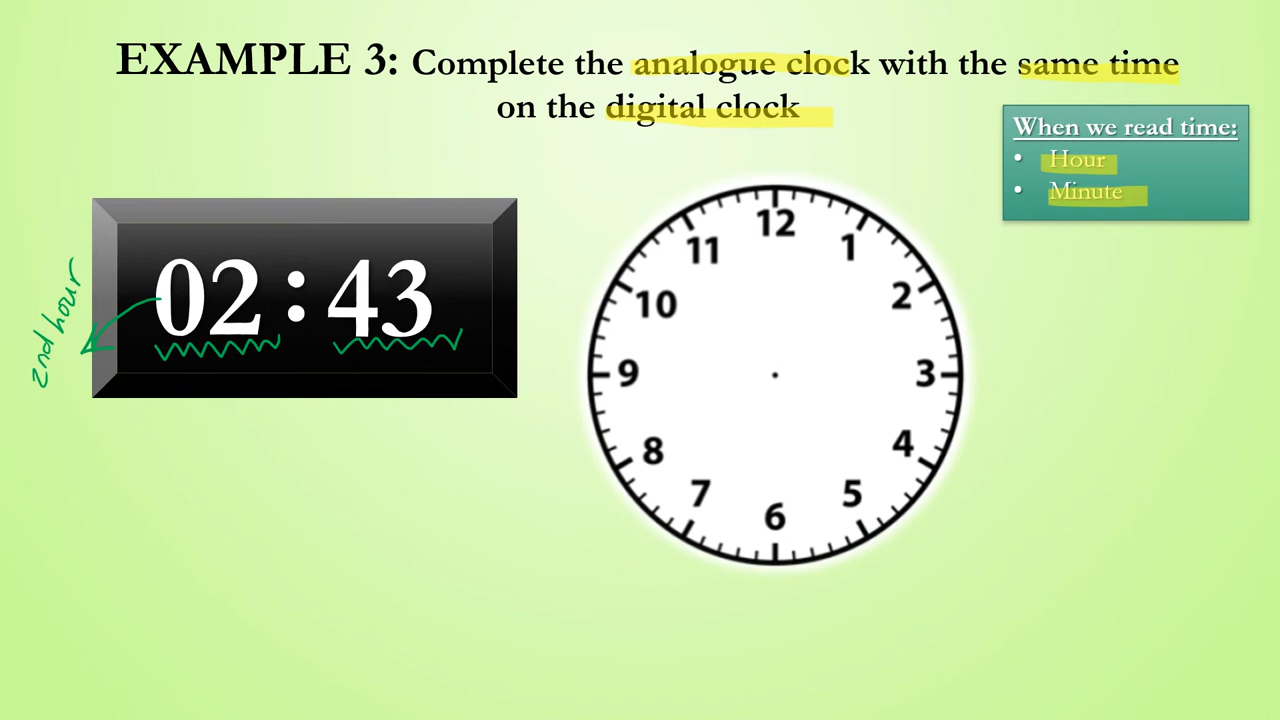 EXAMPLE 3: Complete the analogue clock with the same time
on the digital clock
When we read time:
• Hour
• Minute
02:43
2nd hour
12
11
1
10
2
9
3
8
4
7
5
6